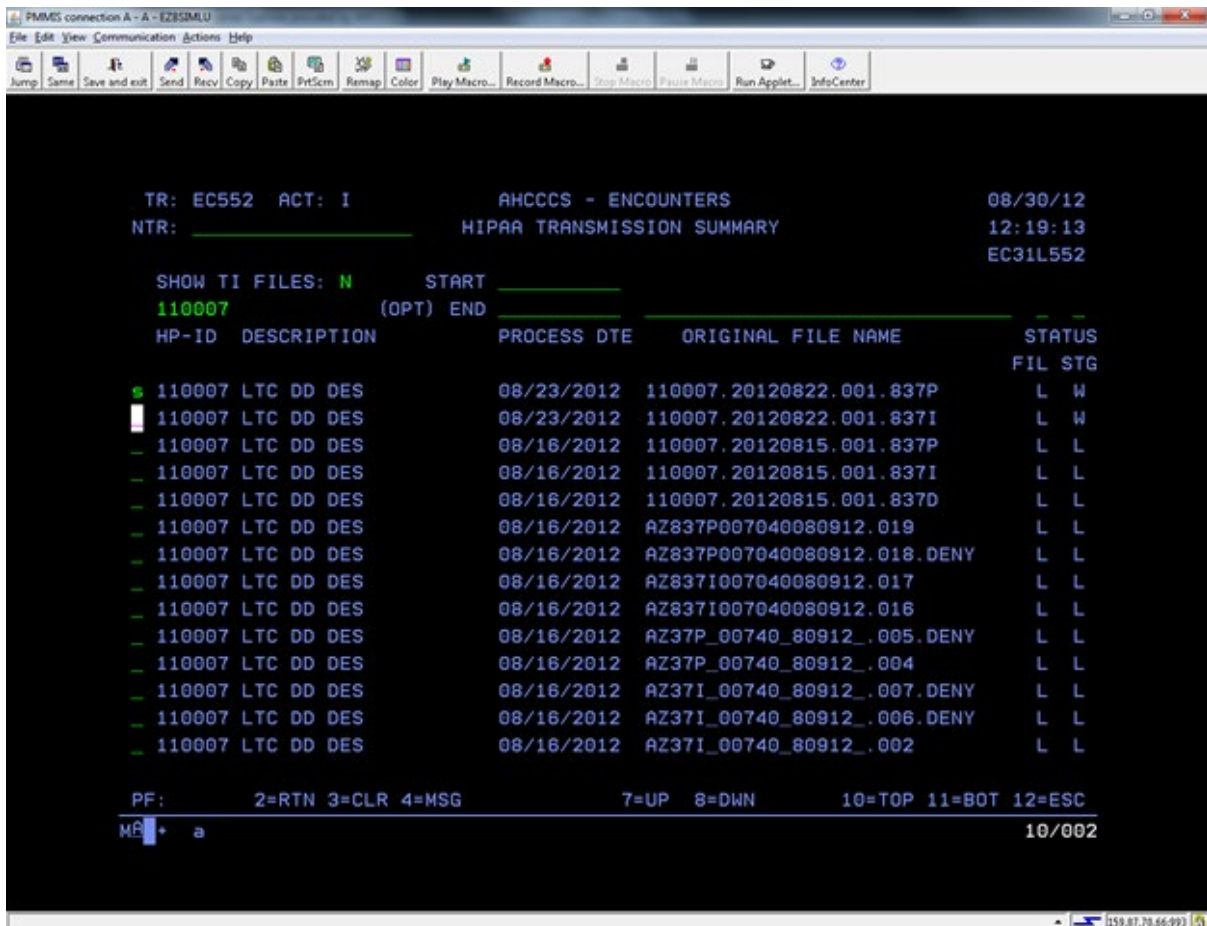 PMMIS connection A - A - EZ8SIMLU
File Edit View Communication Actions Help
Jump Same Save and exit Send Recv Copy Paste PrtScrn Remap Color Play Macro... Record Macro... Stop Macro Pause Macro Run Applet... InfoCenter
TR: EC552 ACT: I AHCCCS - ENCOUNTERS 08/30/12
NTR: HIPAA TRANSMISSION SUMMARY 12:19:13
EC31L552
SHOW TI FILES: N START
110007 (OPT) END
HP-ID DESCRIPTION PROCESS DTE ORIGINAL FILE NAME STATUS
FIL STG
s 110007 LTC DD DES 08/23/2012 110007.20120822.001.837P L W
110007 LTC DD DES 08/23/2012 110007.20120822.001.837I L W
110007 LTC DD DES 08/16/2012 110007.20120815.001.837P L L
110007 LTC DD DES 08/16/2012 110007.20120815.001.837I L L
110007 LTC DD DES 08/16/2012 110007.20120815.001.837D L L
110007 LTC DD DES 08/16/2012 AZ837P007040080912.019 L L
110007 LTC DD DES 08/16/2012 AZ837P007040080912.018.DENY L L
110007 LTC DD DES 08/16/2012 AZ837I007040080912.017 L L
110007 LTC DD DES 08/16/2012 AZ837I007040080912.016 L L
110007 LTC DD DES 08/16/2012 AZ37P_00740_80912_.005.DENY L L
110007 LTC DD DES 08/16/2012 AZ37P_00740_80912_.004 L L
110007 LTC DD DES 08/16/2012 AZ37I_00740_80912_.007.DENY L L
110007 LTC DD DES 08/16/2012 AZ37I_00740_80912_.006.DENY L L
110007 LTC DD DES 08/16/2012 AZ37I_00740_80912_.002 L L
PF: 2=RTN 3=CLR 4=MSG 7=UP 8=DWN 10=TOP 11=BOT 12=ESC
MA + a 10/002
159.87.70.66:993